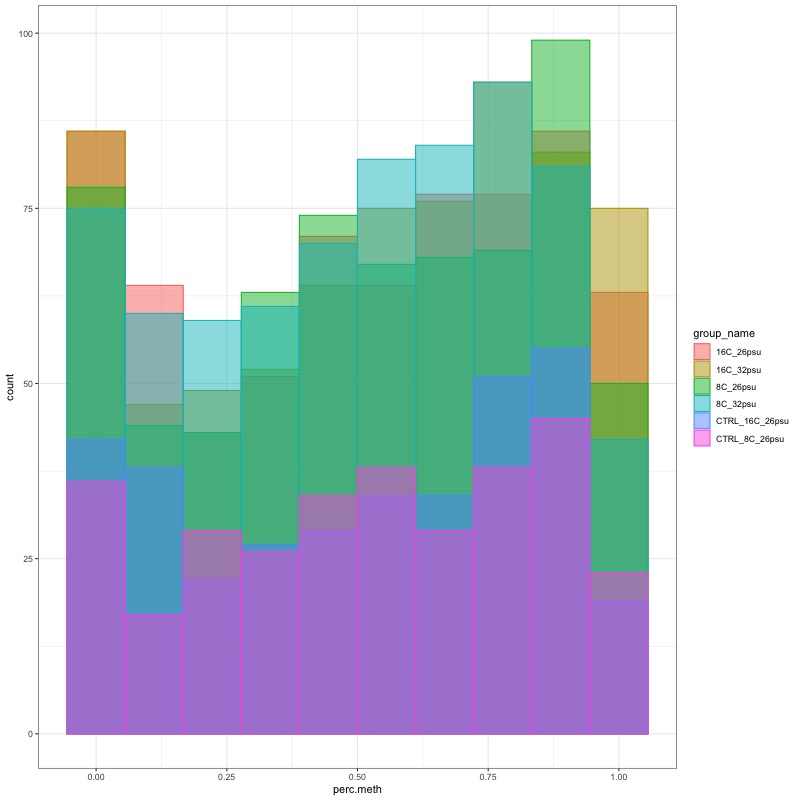 100
75
50
25
0
count
0.00 0.25 0.50 0.75 1.00
perc.meth
group_name
16C_26psu
16C_32psu
8C_26psu
8C_32psu
CTRL_16C_26psu
CTRL_8C_26psu